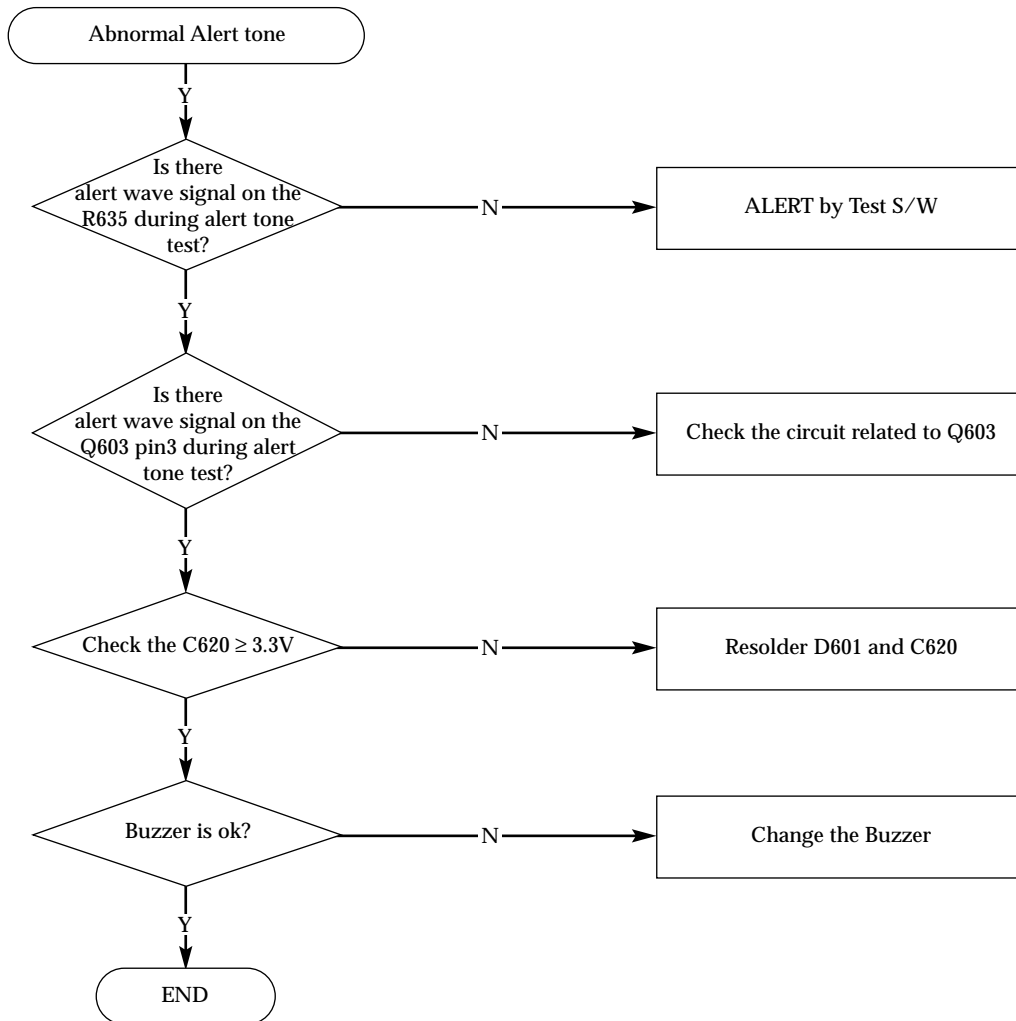 Abnormal Alert tone
Y
Is there
alert wave signal on the
R635 during alert tone
test?
N
ALERT by Test S/W
Y
Is there
alert wave signal on the
Q603 pin3 during alert
tone test?
N
Check the circuit related to Q603
Y
Check the C620 ≥ 3.3V
N
Resolder D601 and C620
Y
Buzzer is ok?
N
Change the Buzzer
Y
END